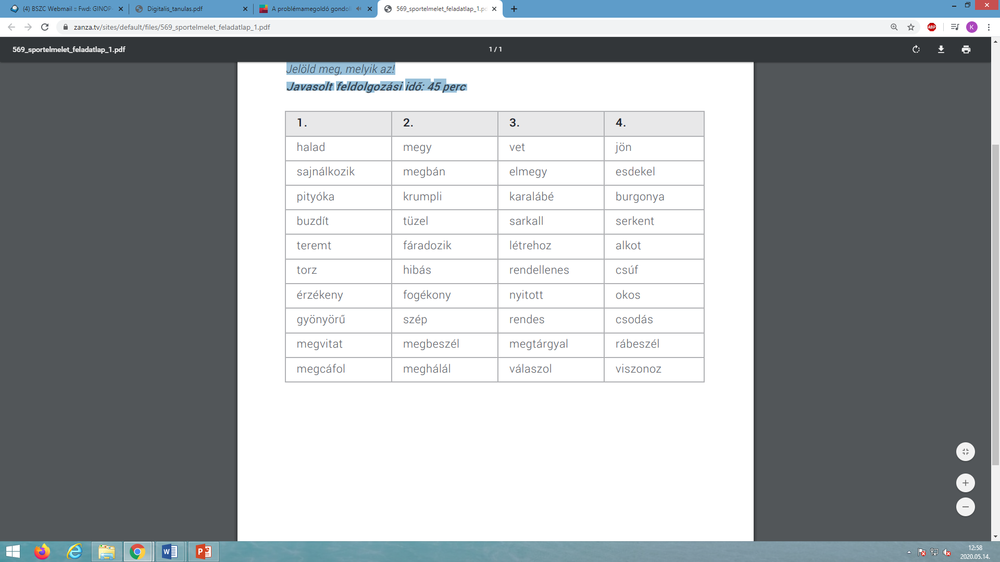 (4) BSZC Webmail :: Fwd: GINOP- Digitalis_tanulas.pdf A problémamegoldó gondol 569_sportelmelet_feladatlap_1.pd
zanza.tv/sites/default/files/569_sportelmelet_feladatlap_1.pdf ABP K
569_sportelmelet_feladatlap_1.pdf 1 / 1
Jelöld meg, melyik az!
Javasolt feldolgozási idő: 45 perc
1. 2. 3. 4.
halad megy vet jön
sajnálkozik megbán elmegy esdekel
pityóka krumpli karalábé burgonya
buzdít tüzel sarkall serkent
teremt fáradozik létrehoz alkot
torz hibás rendellenes csúf
érzékeny fogékony nyitott okos
gyönyörű szép rendes csodás
megvitat megbeszél megtárgyal rábeszél
megcáfol meghálál válaszol viszonoz
12:58
2020.05.14.